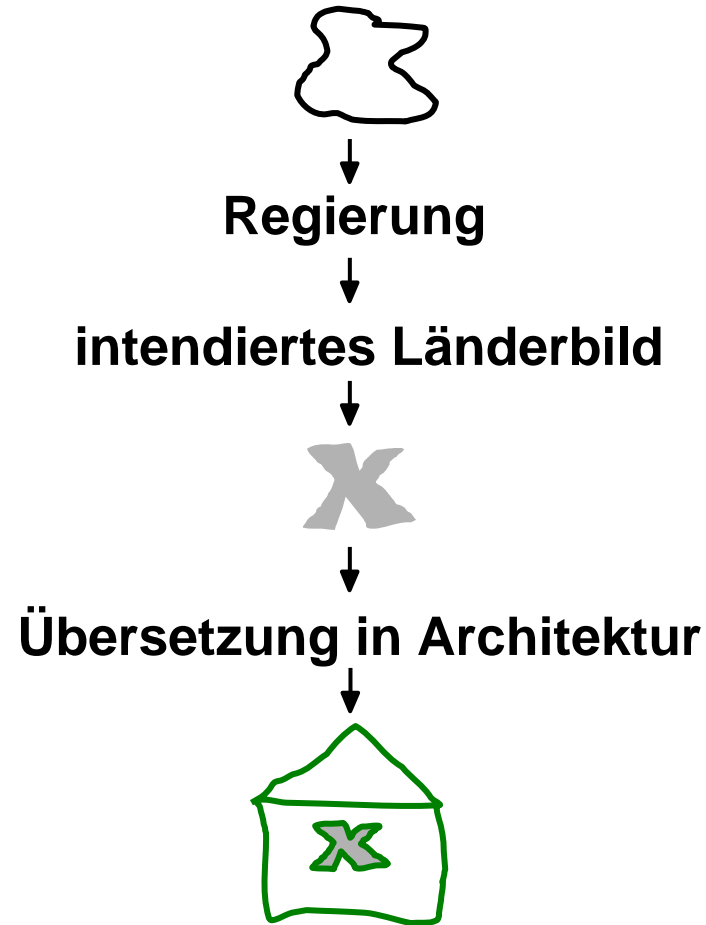 Regierung
intendiertes Länderbild
X
Übersetzung in Architektur
X